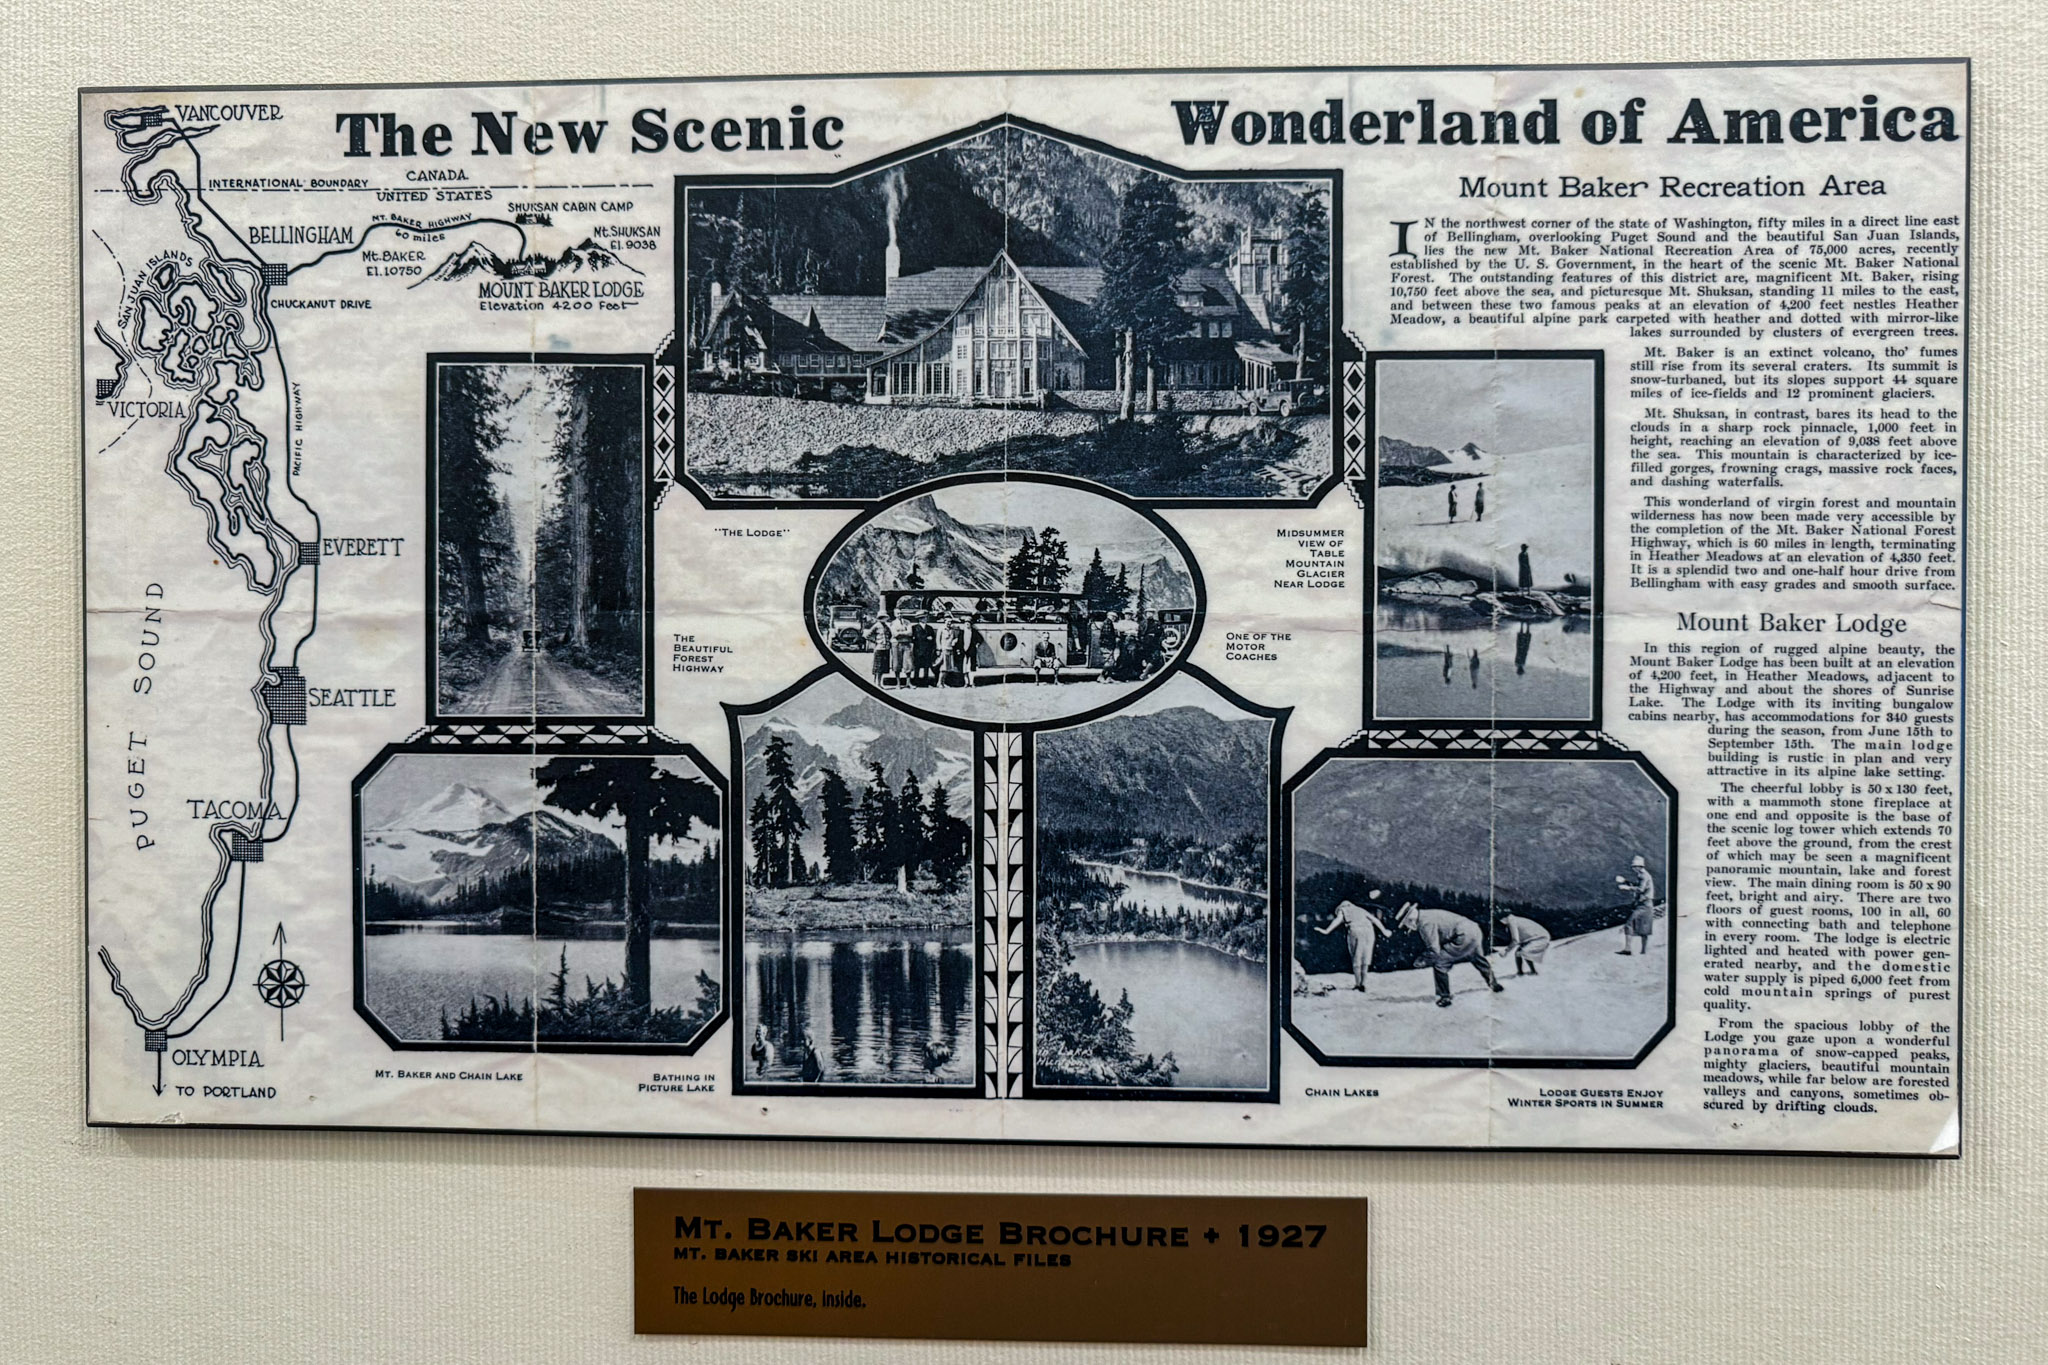 The New Scenic Wonderland of America
VANCOUVER
INTERNATIONAL BOUNDARY
CANADA
UNITED STATES
SHUKSAN CABIN CAMP
MT. BAKER HIGHWAY
60 miles
BELLINGHAM
Mt. SHUKSAN
El. 9038
Mt. BAKER
El. 10750
MOUNT BAKER LODGE
Elevation 4200 Feet
SAN JUAN ISLANDS
CHUCKANUT DRIVE
VICTORIA
PACIFIC HIGHWAY
EVERETT
PUGET SOUND
SEATTLE
TACOMA
OLYMPIA
TO PORTLAND
"THE LODGE"
MIDSUMMER
VIEW OF
TABLE
MOUNTAIN
GLACIER
NEAR LODGE
THE
BEAUTIFUL
FOREST
HIGHWAY
ONE OF THE
MOTOR
COACHES
MT. BAKER AND CHAIN LAKE
BATHING IN
PICTURE LAKE
CHAIN LAKES
LODGE GUESTS ENJOY
WINTER SPORTS IN SUMMER
Mount Baker Recreation Area
IN the northwest corner of the state of Washington, fifty miles in a direct line east
of Bellingham, overlooking Puget Sound and the beautiful San Juan Islands,
lies the new Mt. Baker National Recreation Area of 75,000 acres, recently
established by the U. S. Government, in the heart of the scenic Mt. Baker National
Forest. The outstanding features of this district are, magnificent Mt. Baker, rising
10,750 feet above the sea, and picturesque Mt. Shuksan, standing 11 miles to the east,
and between these two famous peaks at an elevation of 4,200 feet nestles Heather
Meadow, a beautiful alpine park carpeted with heather and dotted with mirror-like
lakes surrounded by clusters of evergreen trees.
Mt. Baker is an extinct volcano, tho' fumes
still rise from its several craters. Its summit is
snow-turbaned, but its slopes support 44 square
miles of ice-fields and 12 prominent glaciers.
Mt. Shuksan, in contrast, bares its head to the
clouds in a sharp rock pinnacle, 1,000 feet in
height, reaching an elevation of 9,038 feet above
the sea. This mountain is characterized by ice-
filled gorges, frowning crags, massive rock faces,
and dashing waterfalls.
This wonderland of virgin forest and mountain
wilderness has now been made very accessible by
the completion of the Mt. Baker National Forest
Highway, which is 60 miles in length, terminating
in Heather Meadows at an elevation of 4,350 feet.
It is a splendid two and one-half hour drive from
Bellingham with easy grades and smooth surface.
Mount Baker Lodge
In this region of rugged alpine beauty, the
Mount Baker Lodge has been built at an elevation
of 4,200 feet, in Heather Meadows, adjacent to
the Highway and about the shores of Sunrise
Lake. The Lodge with its inviting bungalow
cabins nearby, has accommodations for 340 guests
during the season, from June 15th to
September 15th. The main lodge
building is rustic in plan and very
attractive in its alpine lake setting.
The cheerful lobby is 50 x 130 feet,
with a mammoth stone fireplace at
one end and opposite is the base of
the scenic log tower which extends 70
feet above the ground, from the crest
of which may be seen a magnificent
panoramic mountain, lake and forest
view. The main dining room is 50 x 90
feet, bright and airy. There are two
floors of guest rooms, 100 in all, 60
with connecting bath and telephone
in every room. The lodge is electric
lighted and heated with power gen-
erated nearby, and the domestic
water supply is piped 6,000 feet from
cold mountain springs of purest
quality.
From the spacious lobby of the
Lodge you gaze upon a wonderful
panorama of snow-capped peaks,
mighty glaciers, beautiful mountain
meadows, while far below are forested
valleys and canyons, sometimes ob-
scured by drifting clouds.
MT. BAKER LODGE BROCHURE + 1927
MT. BAKER SKI AREA HISTORICAL FILES
The Lodge Brochure, Inside.